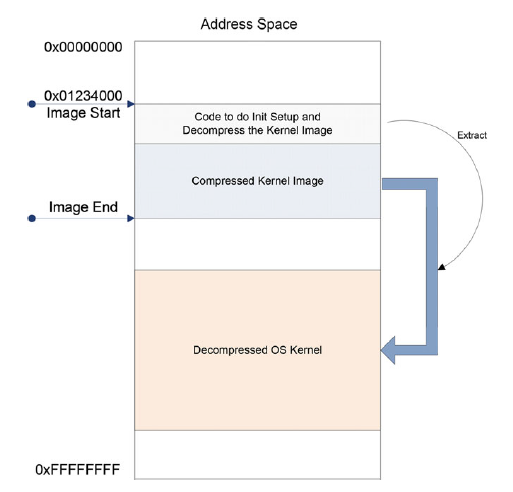 Address Space
0x00000000
0x01234000
Image Start
Code to do Init Setup and
Decompress the Kernel Image
Extract
Compressed Kernel Image
Image End
Decompressed OS Kernel
0xFFFFFFFF